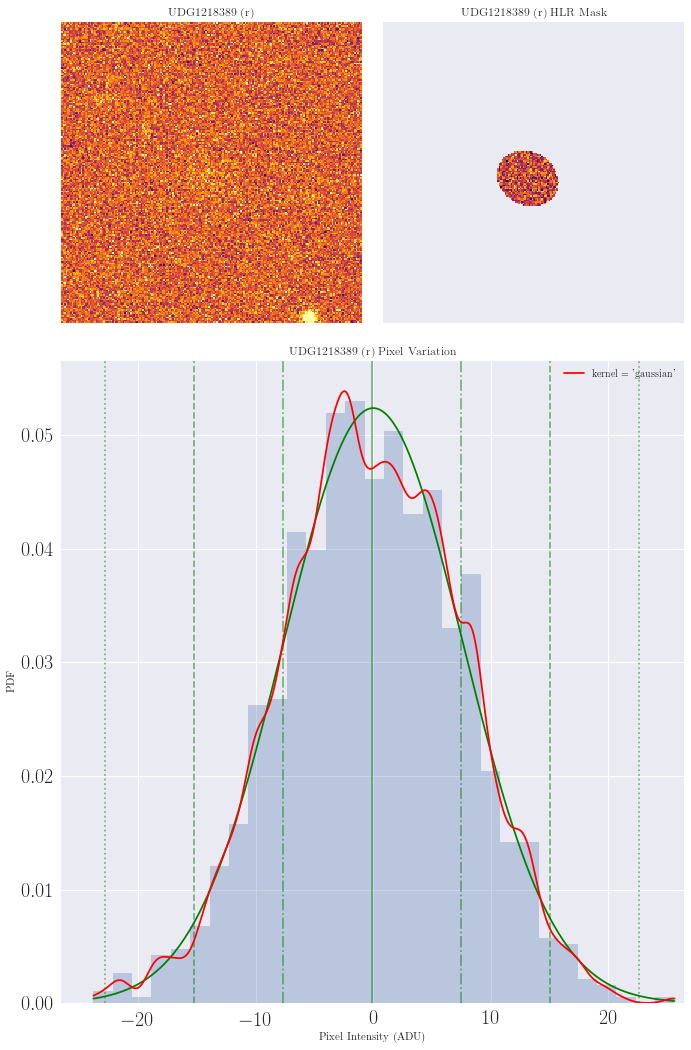 UDG1218389 (r)
UDG1218389 (r) HLR Mask
UDG1218389 (r) Pixel Variation
kernel = 'gaussian'
0.05
0.04
0.03
0.02
0.01
0.00
PDF
−20
−10
0
10
20
Pixel Intensity (ADU)